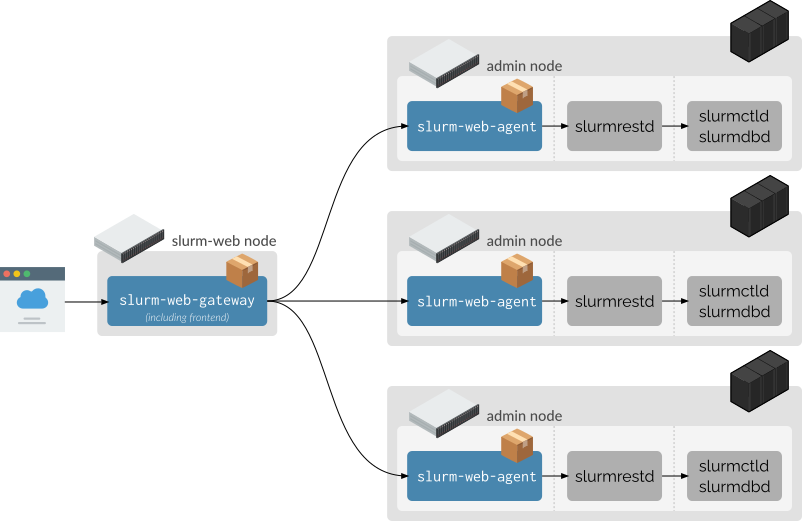 admin node
slurm-web-agent
slurmrestd
slurmctld
slurmdbd
slurm-web node
slurm-web-gateway
(including frontend)
admin node
slurm-web-agent
slurmrestd
slurmctld
slurmdbd
admin node
slurm-web-agent
slurmrestd
slurmctld
slurmdbd